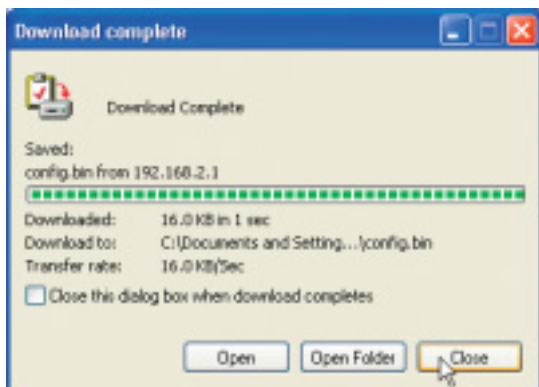 Download complete
Download Complete
Saved:
config.bin from 192.168.2.1
Downloaded: 16.0 KB in 1 sec
Download to: C:\Documents and Setting...\config.bin
Transfer rate: 16.0 KB/Sec
Close this dialog box when download completes
Open Open Folder Close